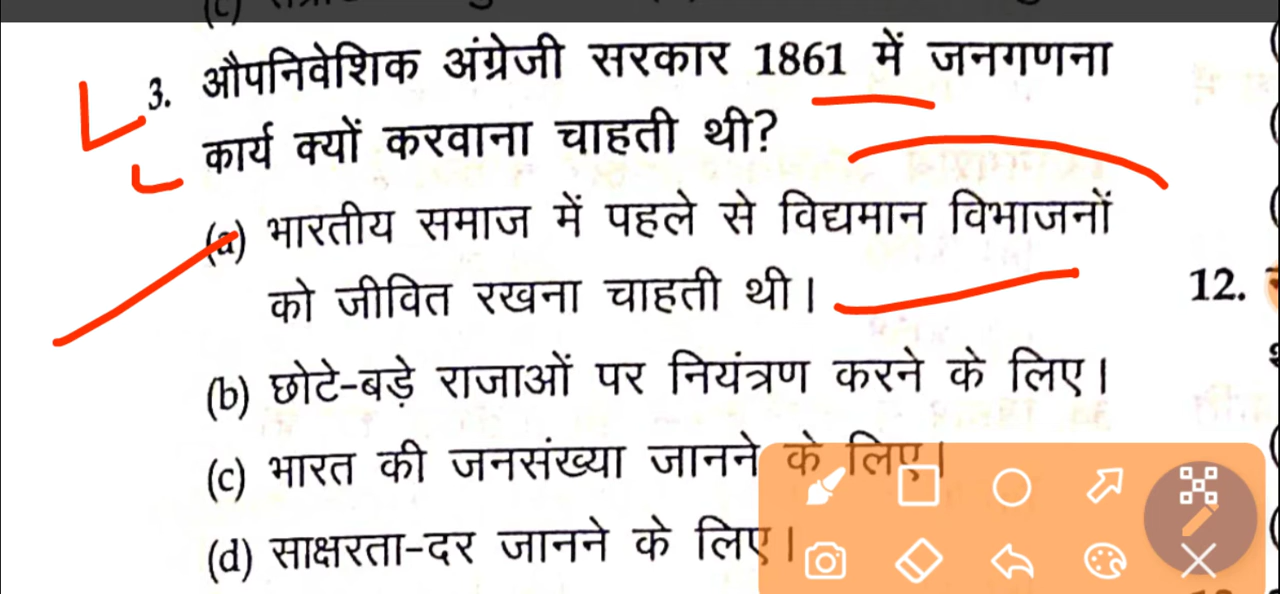 3. औपनिवेशिक अंग्रेजी सरकार 1861 में जनगणना
कार्य क्यों करवाना चाहती थी?
(a) भारतीय समाज में पहले से विद्यमान विभाजनों
को जीवित रखना चाहती थी।
(b) छोटे-बड़े राजाओं पर नियंत्रण करने के लिए।
(c) भारत की जनसंख्या जानने के लिए।
(d) साक्षरता-दर जानने के लिए।
12.